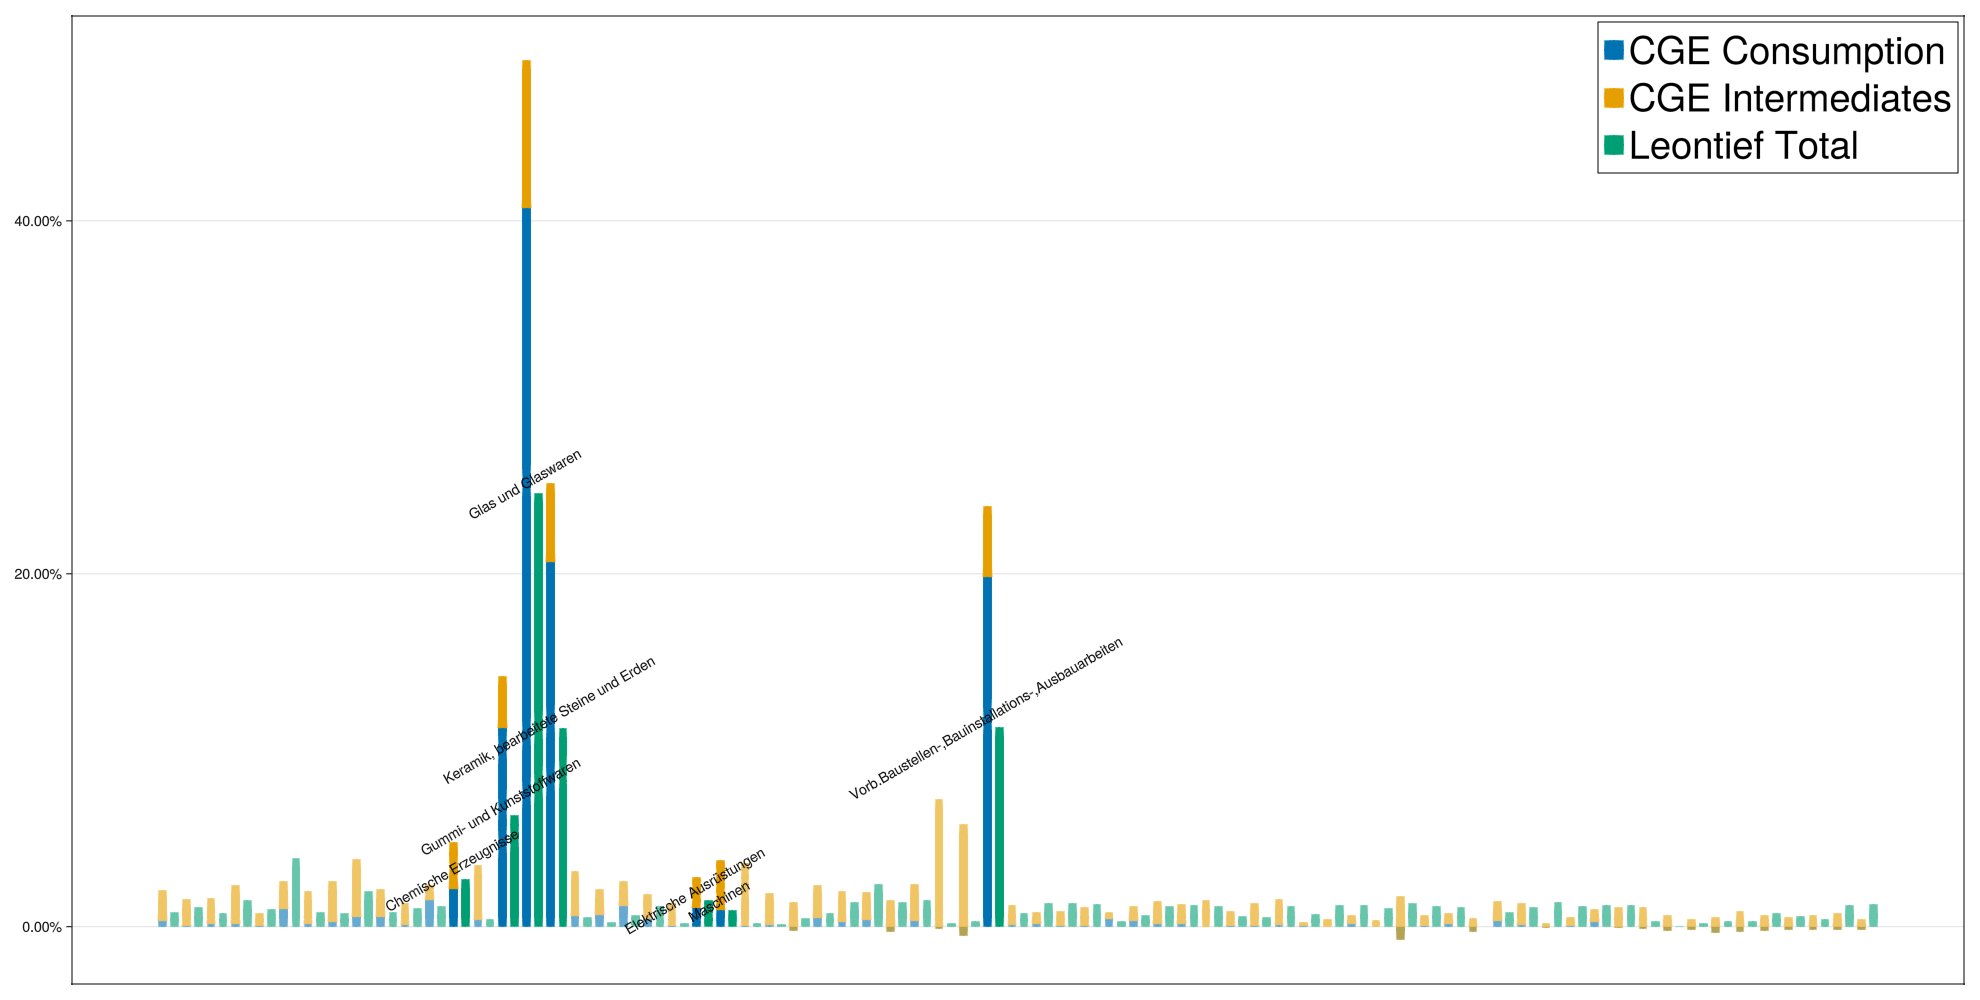 CGE Consumption
CGE Intermediates
Leontief Total
40.00%
20.00%
0.00%
Glas und Glaswaren
Keramik, bearbeitete Steine und Erden
Gummi- und Kunststoffwaren
Chemische Erzeugnisse
Elektrische Ausrüstungen
Maschinen
Vorb.Baustellen-,Bauinstallations-,Ausbauarbeiten